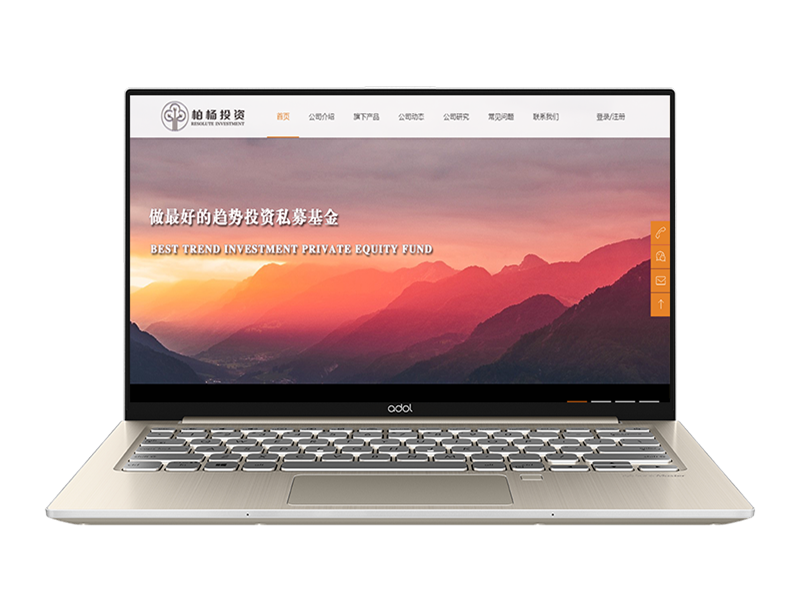 柏杨投资
RESOLUTE INVESTMENT
首页 公司介绍 旗下产品 公司动态 公司研究 常见问题 联系我们 登录/注册
做最好的趋势投资私募基金
BEST TREND INVESTMENT PRIVATE EQUITY FUND
adol